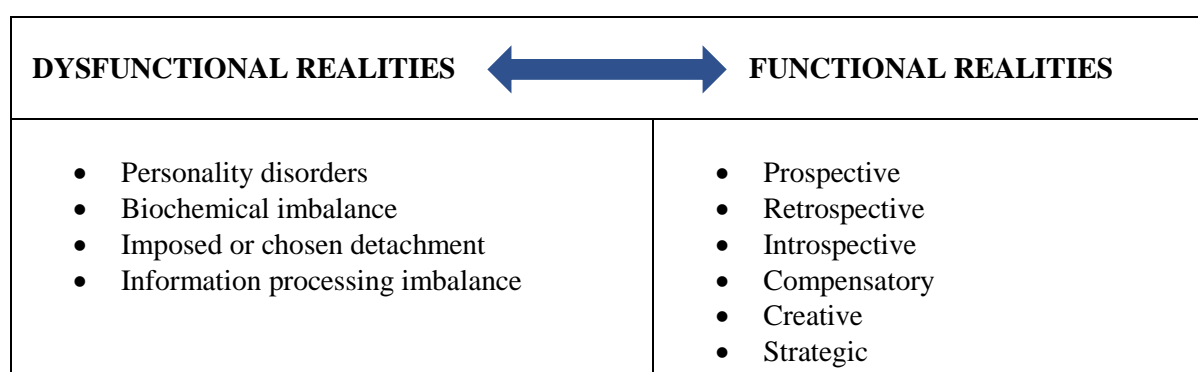 DYSFUNCTIONAL REALITIES
FUNCTIONAL REALITIES
• Personality disorders
• Biochemical imbalance
• Imposed or chosen detachment
• Information processing imbalance
• Prospective
• Retrospective
• Introspective
• Compensatory
• Creative
• Strategic